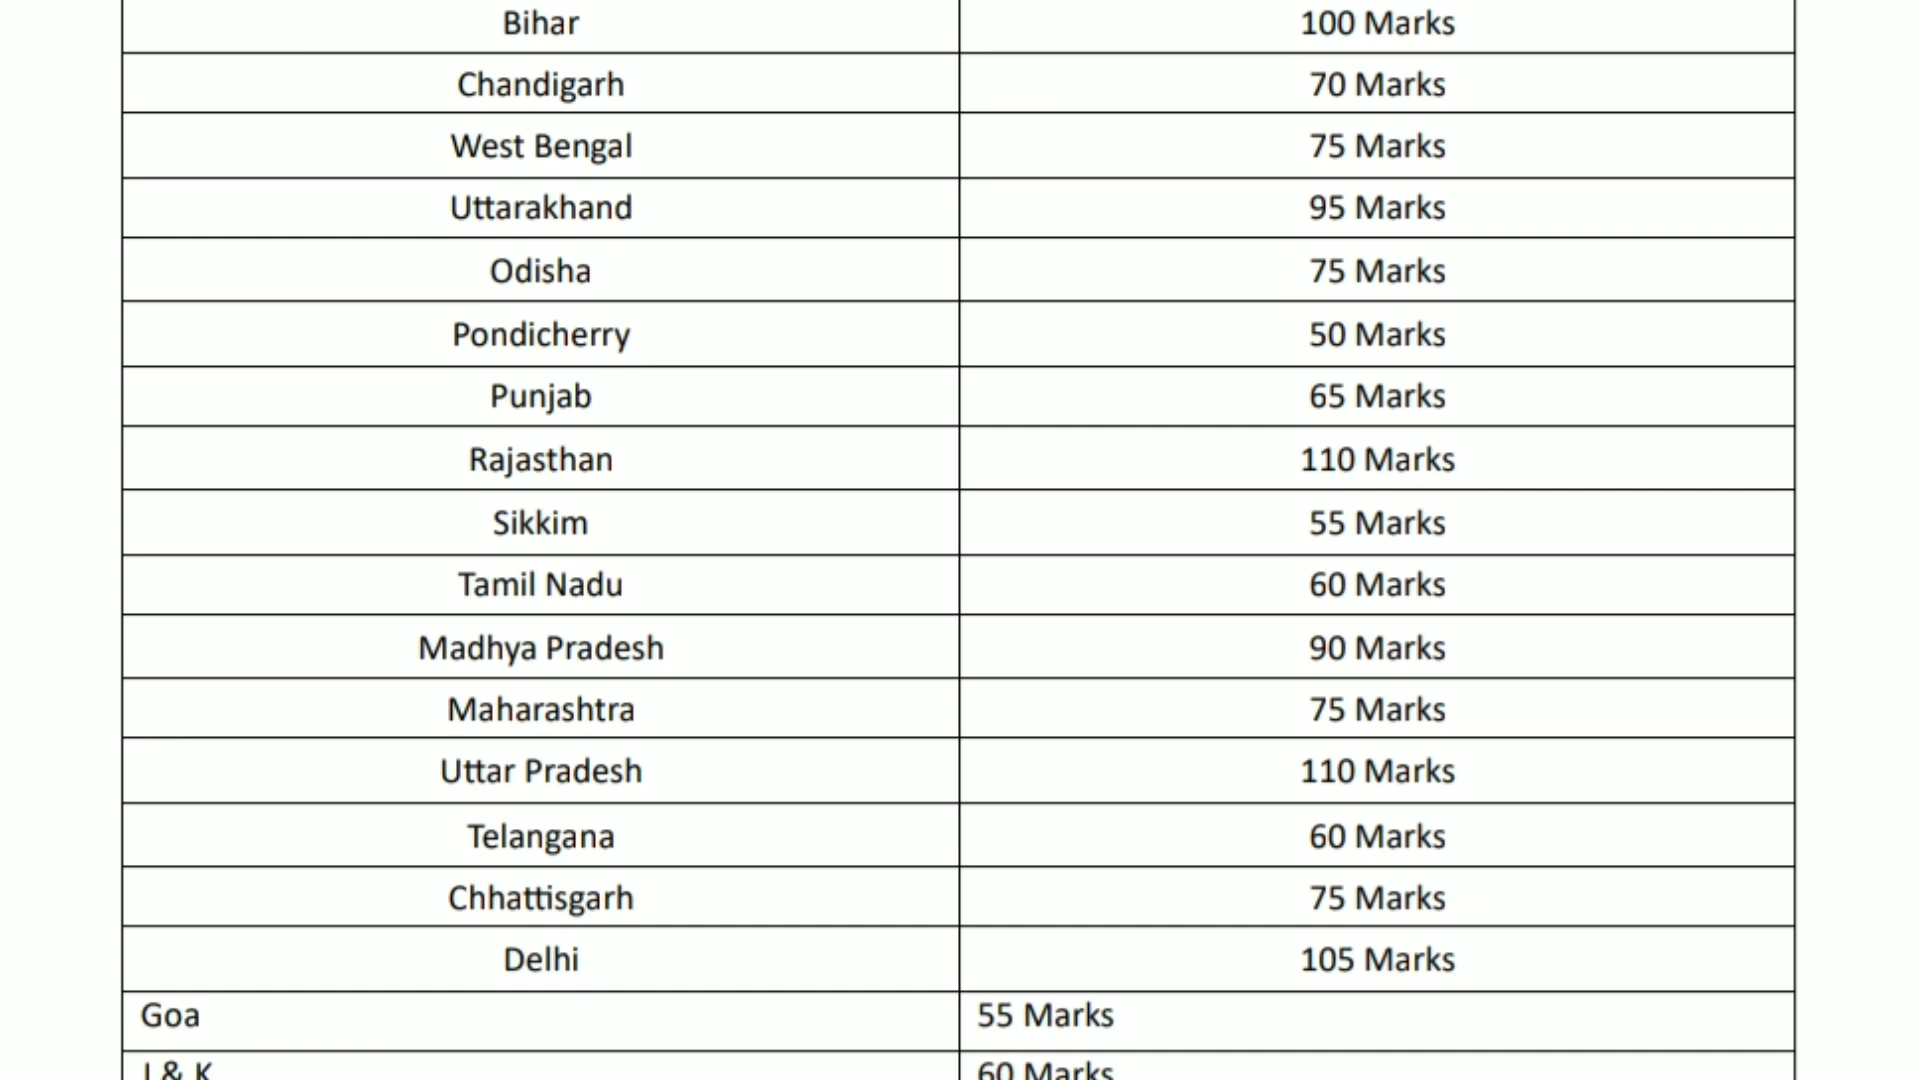 Bihar 100 Marks
Chandigarh 70 Marks
West Bengal 75 Marks
Uttarakhand 95 Marks
Odisha 75 Marks
Pondicherry 50 Marks
Punjab 65 Marks
Rajasthan 110 Marks
Sikkim 55 Marks
Tamil Nadu 60 Marks
Madhya Pradesh 90 Marks
Maharashtra 75 Marks
Uttar Pradesh 110 Marks
Telangana 60 Marks
Chhattisgarh 75 Marks
Delhi 105 Marks
Goa 55 Marks
J & K 60 Marks